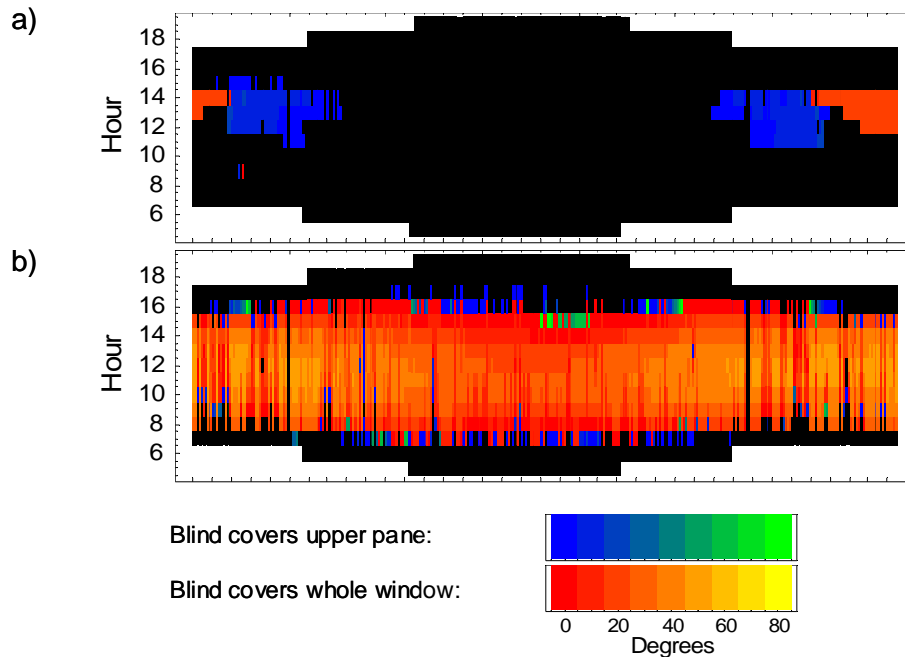 a)
18
16
14
12
10
8
6
Hour
b)
18
16
14
12
10
8
6
Hour
Blind covers upper pane:
Blind covers whole window:
0 20 40 60 80
Degrees